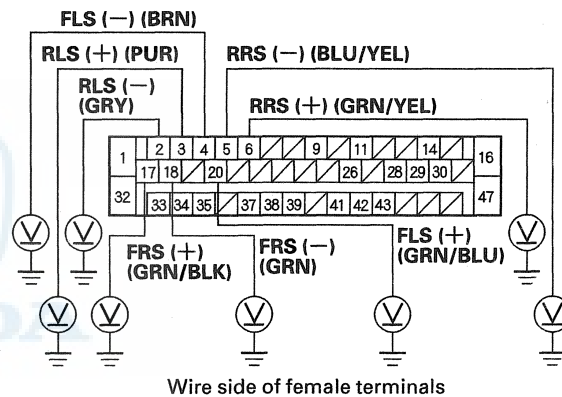 FLS (−) (BRN)
RLS (+) (PUR)
RRS (−) (BLU/YEL)
RLS (−)
(GRY)
RRS (+) (GRN/YEL)
1 2 3 4 5 6 9 11 14 16
17 18 20 26 28 29 30
32 33 34 35 37 38 39 41 42 43 47
FRS (+)
(GRN/BLK)
FRS (−)
(GRN)
FLS (+)
(GRN/BLU)
V V V
V V V V V
Wire side of female terminals